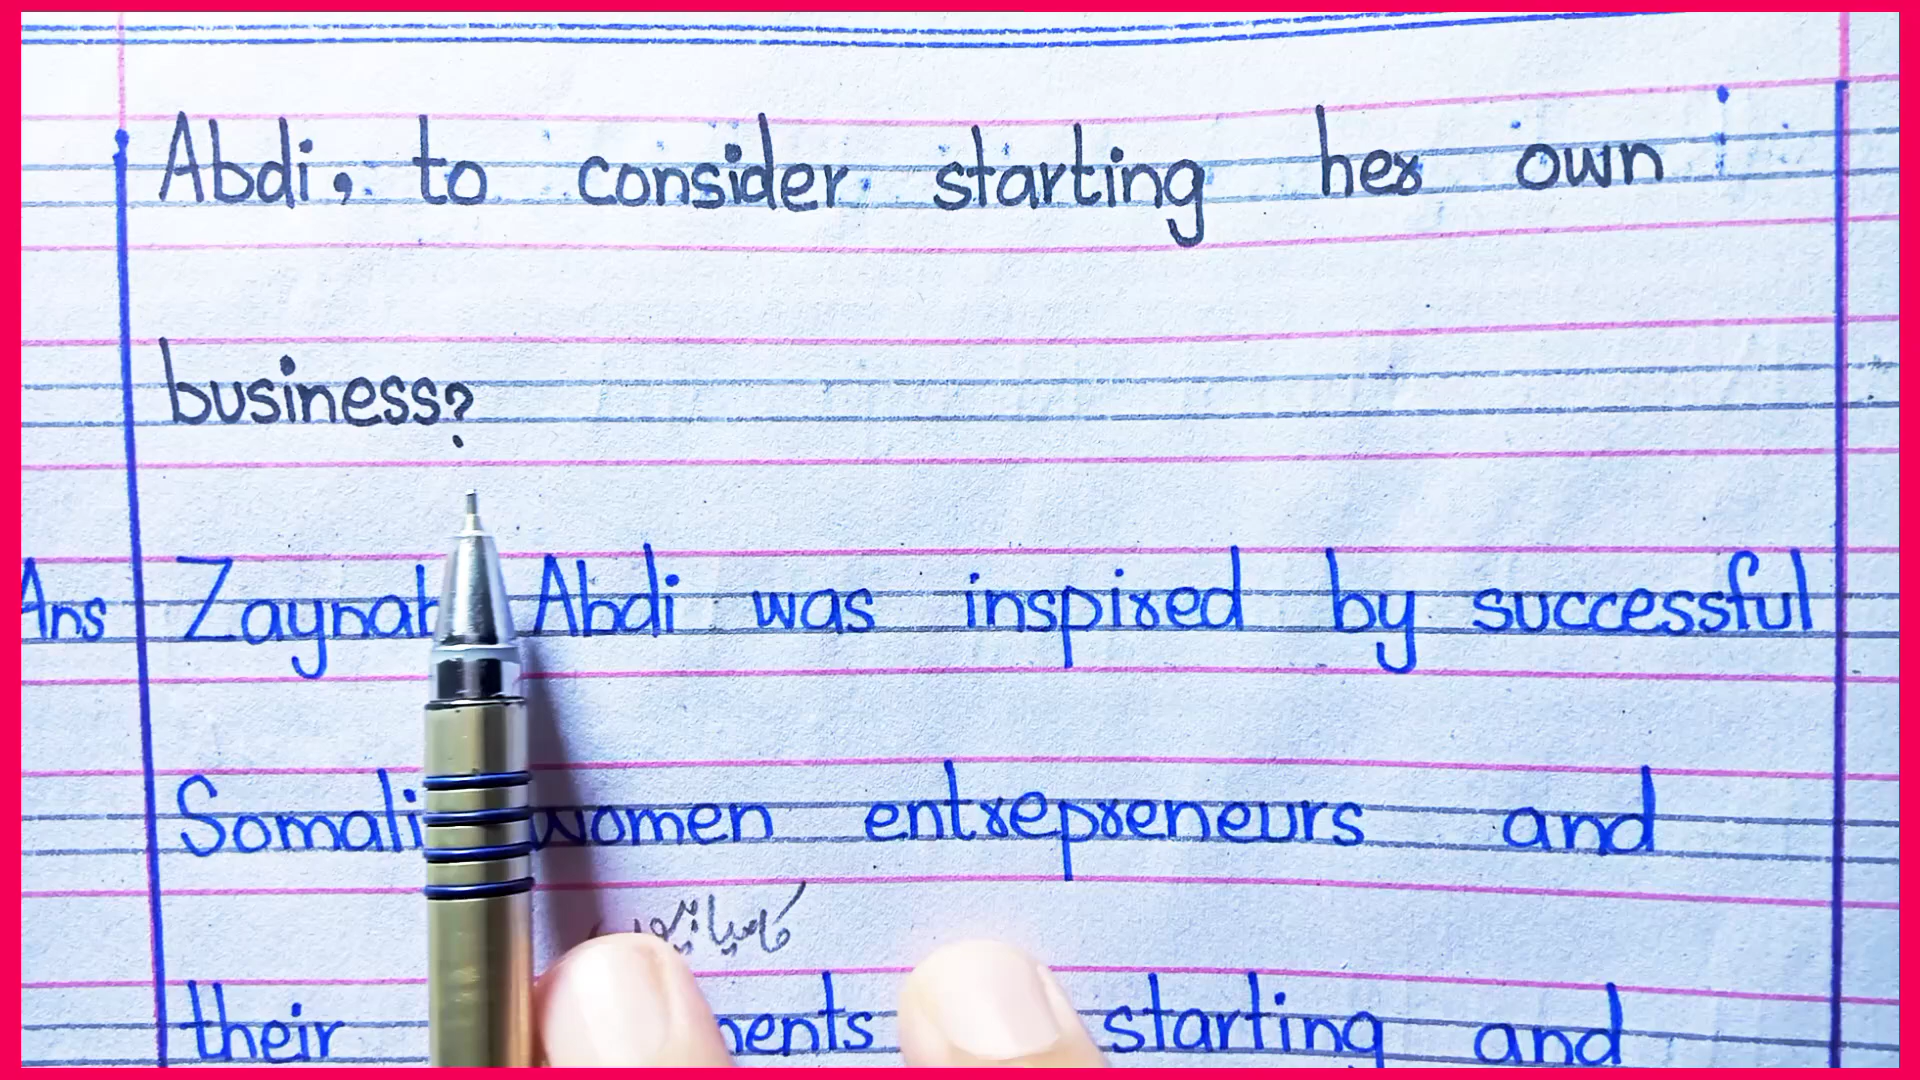 Abdi, to consider starting her own
business?
Ans Zaynab Abdi was inspired by successful
Somali women entrepreneurs and
کامیابیوں
their starting and